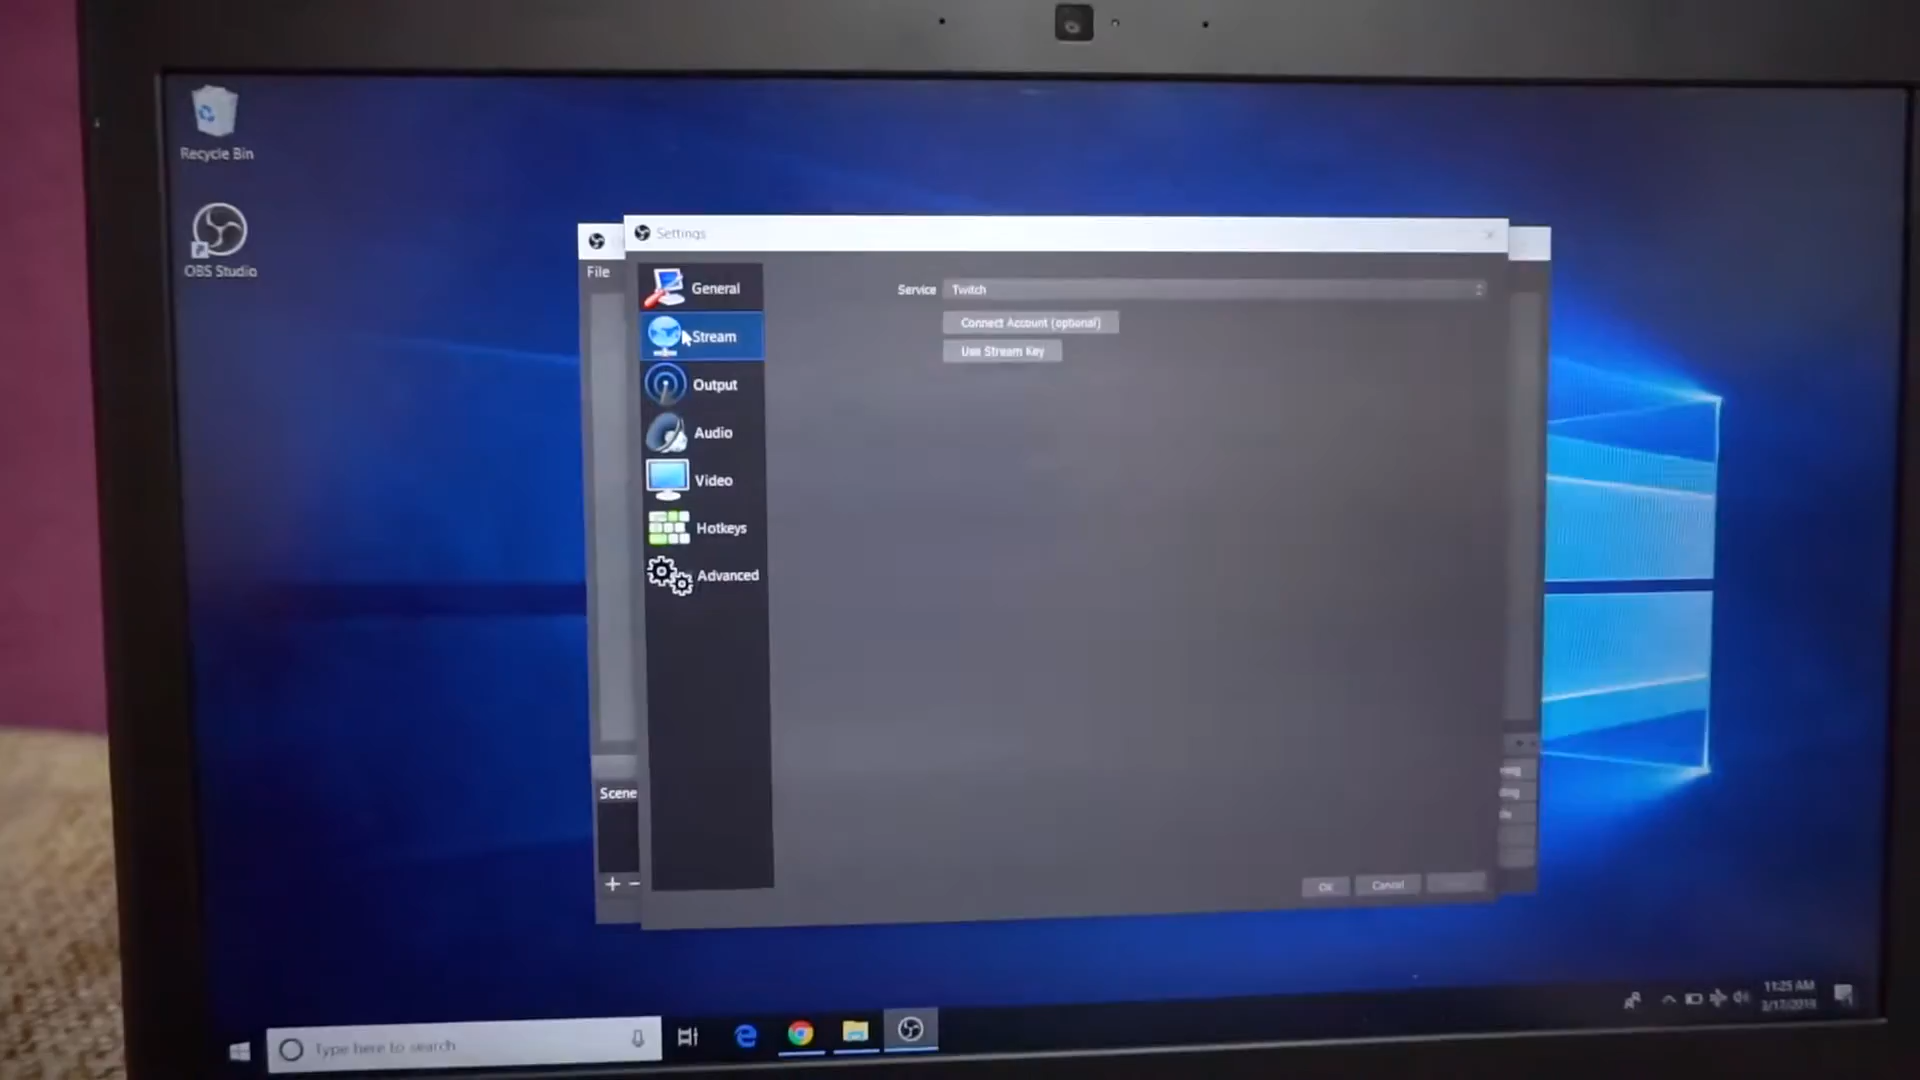 Recycle Bin
OBS Studio
Settings
File
General
Stream
Output
Audio
Video
Hotkeys
Advanced
Service
Twitch
Connect Account (optional)
Use Stream Key
Scene
OK
Cancel
Type here to search
11:25 AM